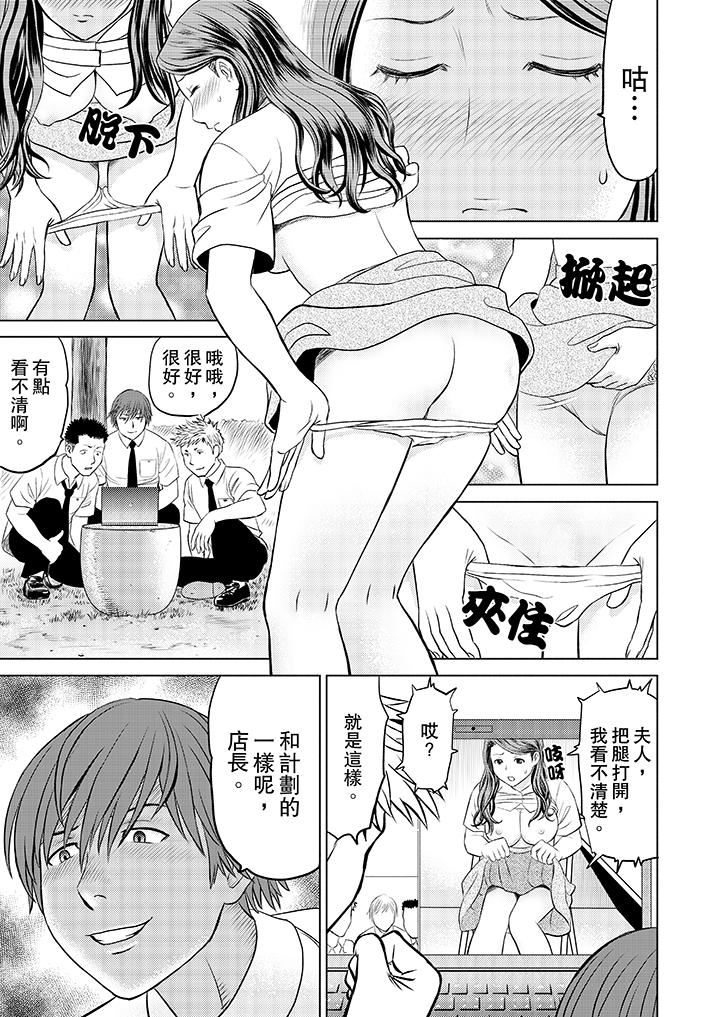 咕…
掀起
脫下
夾住
哦哦，
很好，
很好。
有點
看不清啊。
夫人，
把腿打開，
我看不清楚。
吱呀
哎？
就是這樣。
和計劃的
一樣呢，
店長。